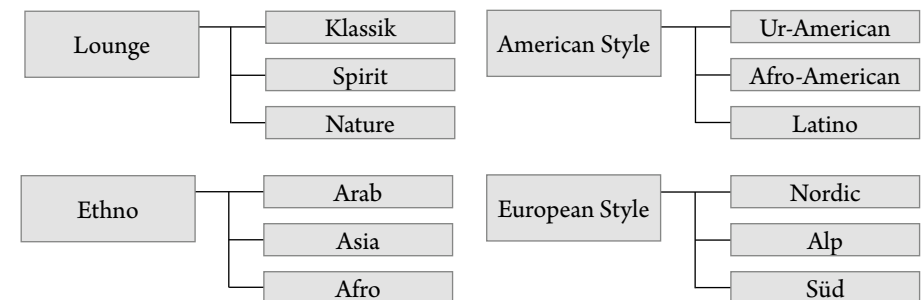 Lounge
Klassik
Spirit
Nature
American Style
Ur-American
Afro-American
Latino
Ethno
Arab
Asia
Afro
European Style
Nordic
Alp
Süd